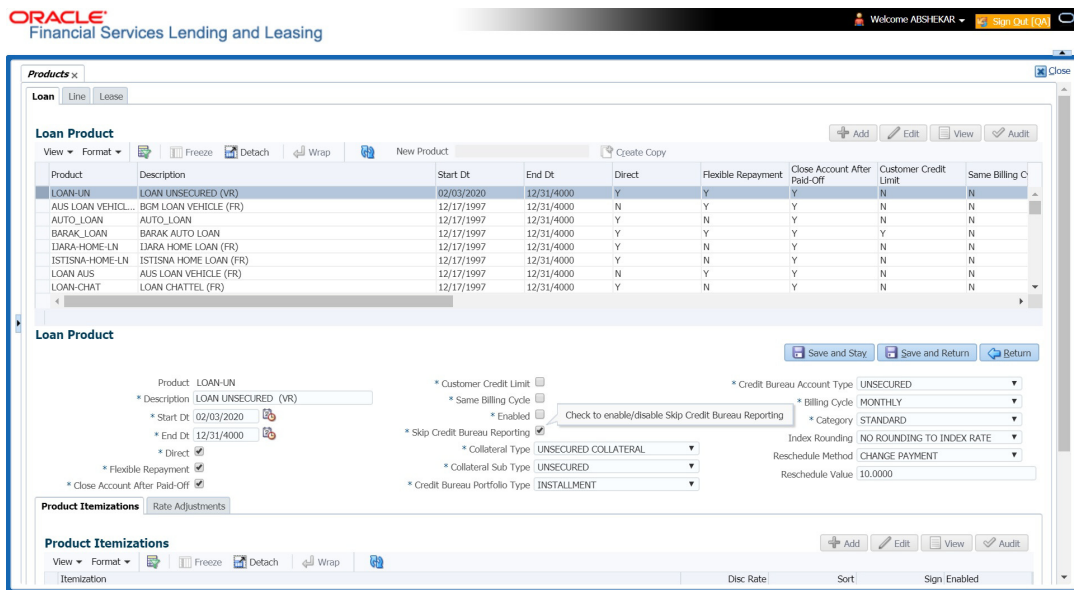 ORACLE
Financial Services Lending and Leasing
Welcome ABSHEKAR
Sign Out [QA]
Products x
Close
Loan Line Lease
Loan Product
Add Edit View Audit
View Format Freeze Detach Wrap New Product Create Copy
Product Description Start Dt End Dt Direct Flexible Repayment Close Account After Paid-Off Customer Credit Limit Same Billing Cy
LOAN-UN LOAN UNSECURED (VR) 02/03/2020 12/31/4000 Y Y Y N N
AUS LOAN VEHICL... BGM LOAN VEHICLE (FR) 12/17/1997 12/31/4000 N Y Y N N
AUTO_LOAN AUTO_LOAN 12/17/1997 12/31/4000 Y N Y N N
BARAK_LOAN BARAK AUTO LOAN 12/17/1997 12/31/4000 Y Y Y Y N
IJARA-HOME-LN IJARA HOME LOAN (FR) 12/17/1997 12/31/4000 Y N Y N N
ISTISNA-HOME-LN ISTISNA HOME LOAN (FR) 12/17/1997 12/31/4000 Y N Y N N
LOAN AUS AUS LOAN VEHICLE (FR) 12/17/1997 12/31/4000 N Y Y N N
LOAN-CHAT LOAN CHATTEL (FR) 12/17/1997 12/31/4000 Y N Y N N
Loan Product
Save and Stay Save and Return Return
Product LOAN-UN
* Description LOAN UNSECURED (VR)
* Start Dt 02/03/2020
* End Dt 12/31/4000
* Direct
* Flexible Repayment
* Close Account After Paid-Off
* Customer Credit Limit
* Same Billing Cycle
* Enabled
Check to enable/disable Skip Credit Bureau Reporting
* Skip Credit Bureau Reporting
* Collateral Type UNSECURED COLLATERAL
* Collateral Sub Type UNSECURED
* Credit Bureau Portfolio Type INSTALLMENT
* Credit Bureau Account Type UNSECURED
* Billing Cycle MONTHLY
* Category STANDARD
Index Rounding NO ROUNDING TO INDEX RATE
Reschedule Method CHANGE PAYMENT
Reschedule Value 10.0000
Product Itemizations Rate Adjustments
Product Itemizations
Add Edit View Audit
View Format Freeze Detach Wrap
Itemization Disc Rate Sort Sign Enabled